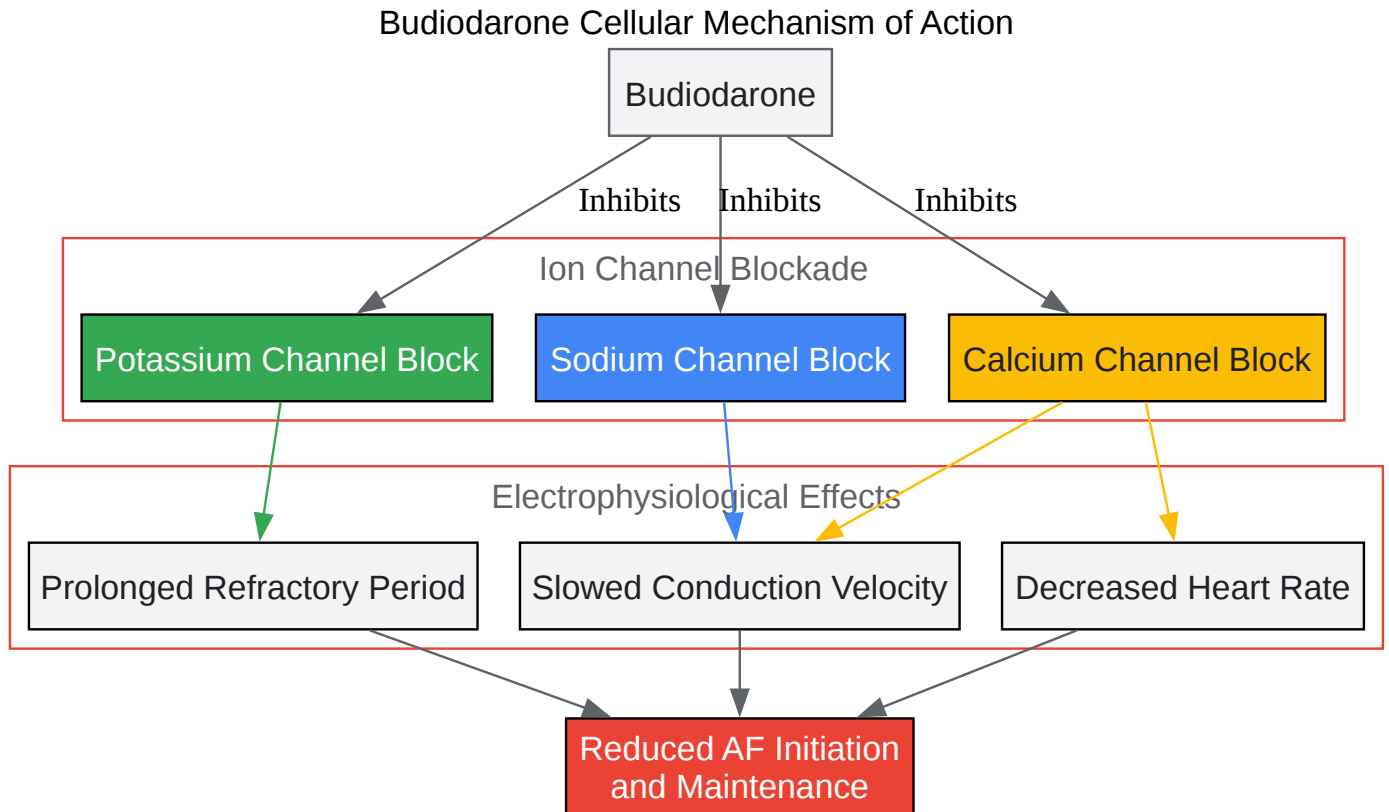 Budiodarone Cellular Mechanism of Action
Budiodarone
Inhibits
Inhibits
Inhibits
Ion Channel Blockade
Potassium Channel Block
Sodium Channel Block
Calcium Channel Block
Electrophysiological Effects
Prolonged Refractory Period
Slowed Conduction Velocity
Decreased Heart Rate
Reduced AF Initiation
and Maintenance